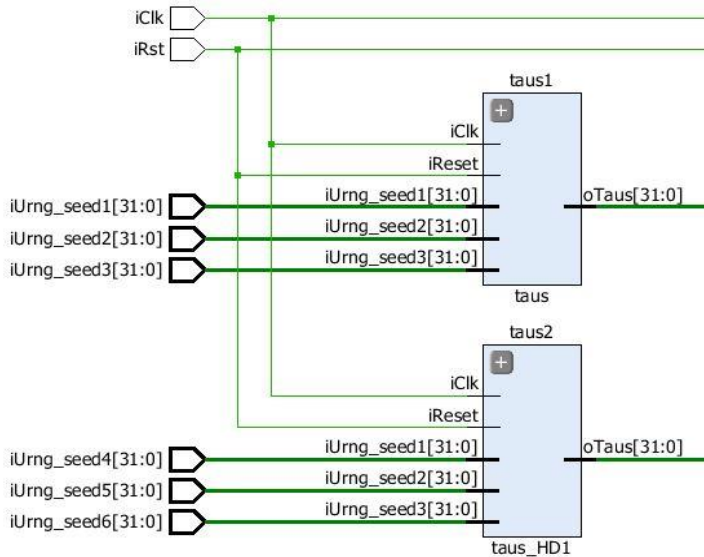 iClk
iRst
taus1
+
iClk
iReset
iUrng_seed1[31:0] iUrng_seed1[31:0] oTaus[31:0]
iUrng_seed2[31:0] iUrng_seed2[31:0]
iUrng_seed3[31:0] iUrng_seed3[31:0]
taus
taus2
+
iClk
iReset
iUrng_seed4[31:0] iUrng_seed1[31:0] oTaus[31:0]
iUrng_seed5[31:0] iUrng_seed2[31:0]
iUrng_seed6[31:0] iUrng_seed3[31:0]
taus_HD1